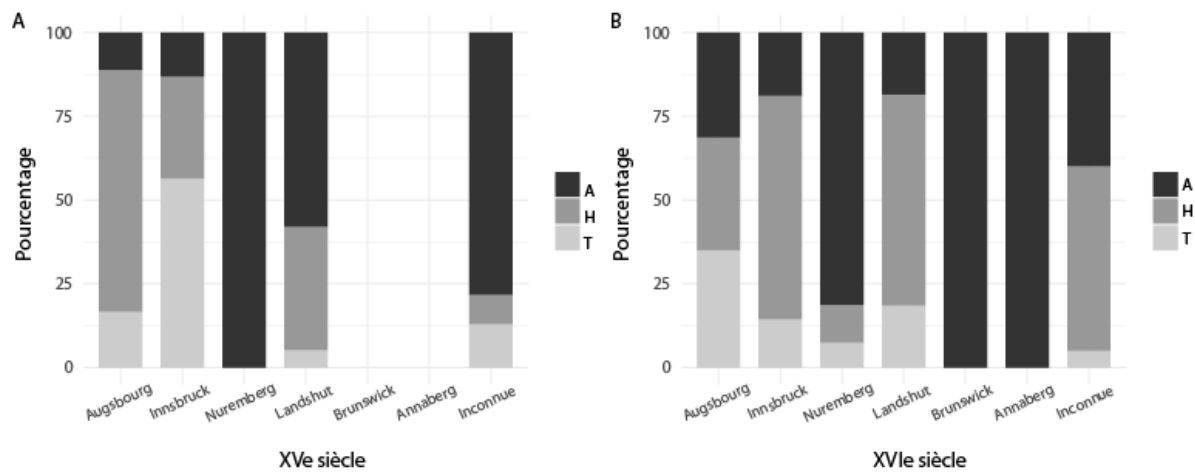 A
100
75
50
25
0
Pourcentage
Augsbourg
Innsbruck
Nuremberg
Landshut
Brunswick
Annaberg
Inconnue
XVe siècle
A
H
T
B
100
75
50
25
0
Pourcentage
Augsbourg
Innsbruck
Nuremberg
Landshut
Brunswick
Annaberg
Inconnue
XVIe siècle
A
H
T